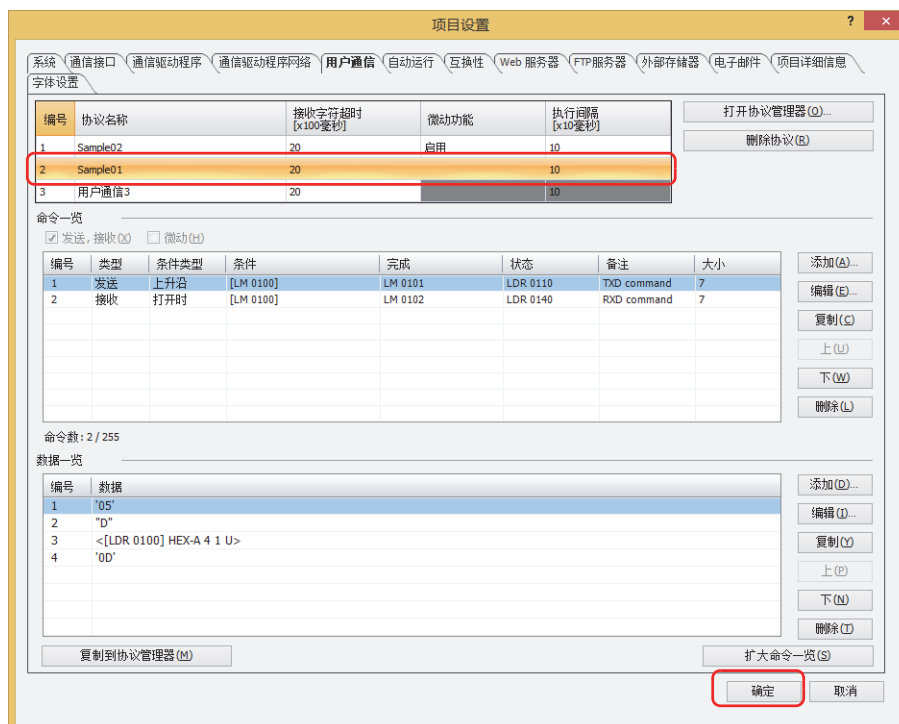 项目设置
? ×
系统 通信接口 通信驱动程序 通信驱动程序网络 用户通信 自动运行 互换性 Web 服务器 FTP服务器 外部存储器 电子邮件 项目详细信息
字体设置
编号 协议名称 接收字符超时 [x100毫秒] 微动功能 执行间隔 [x10毫秒]
1 Sample02 20 启用 10
2 Sample01 20 10
3 用户通信3 20 10
打开协议管理器(O)...
删除协议(R)
命令一览
发送, 接收(X) 微动(H)
编号 类型 条件类型 条件 完成 状态 备注 大小
1 发送 上升沿 [LM 0100] LM 0101 LDR 0110 TXD command 7
2 接收 打开时 [LM 0100] LM 0102 LDR 0140 RXD command 7
添加(A)...
编辑(E)...
复制(C)
上(U)
下(W)
删除(L)
命令数: 2 / 255
数据一览
编号 数据
1 '05'
2 "D"
3 <[LDR 0100] HEX-A 4 1 U>
4 '0D'
添加(D)...
编辑(I)...
复制(Y)
上(P)
下(N)
删除(T)
复制到协议管理器(M) 扩大命令一览(S)
确定 取消